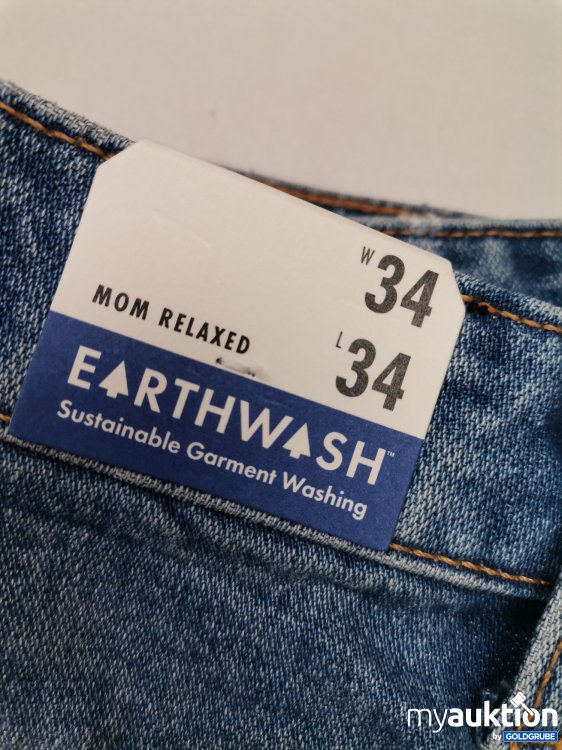 W 34
L 34
MOM RELAXED
EARTHWASH™
Sustainable Garment Washing
myauktion
by GOLDGRUBE